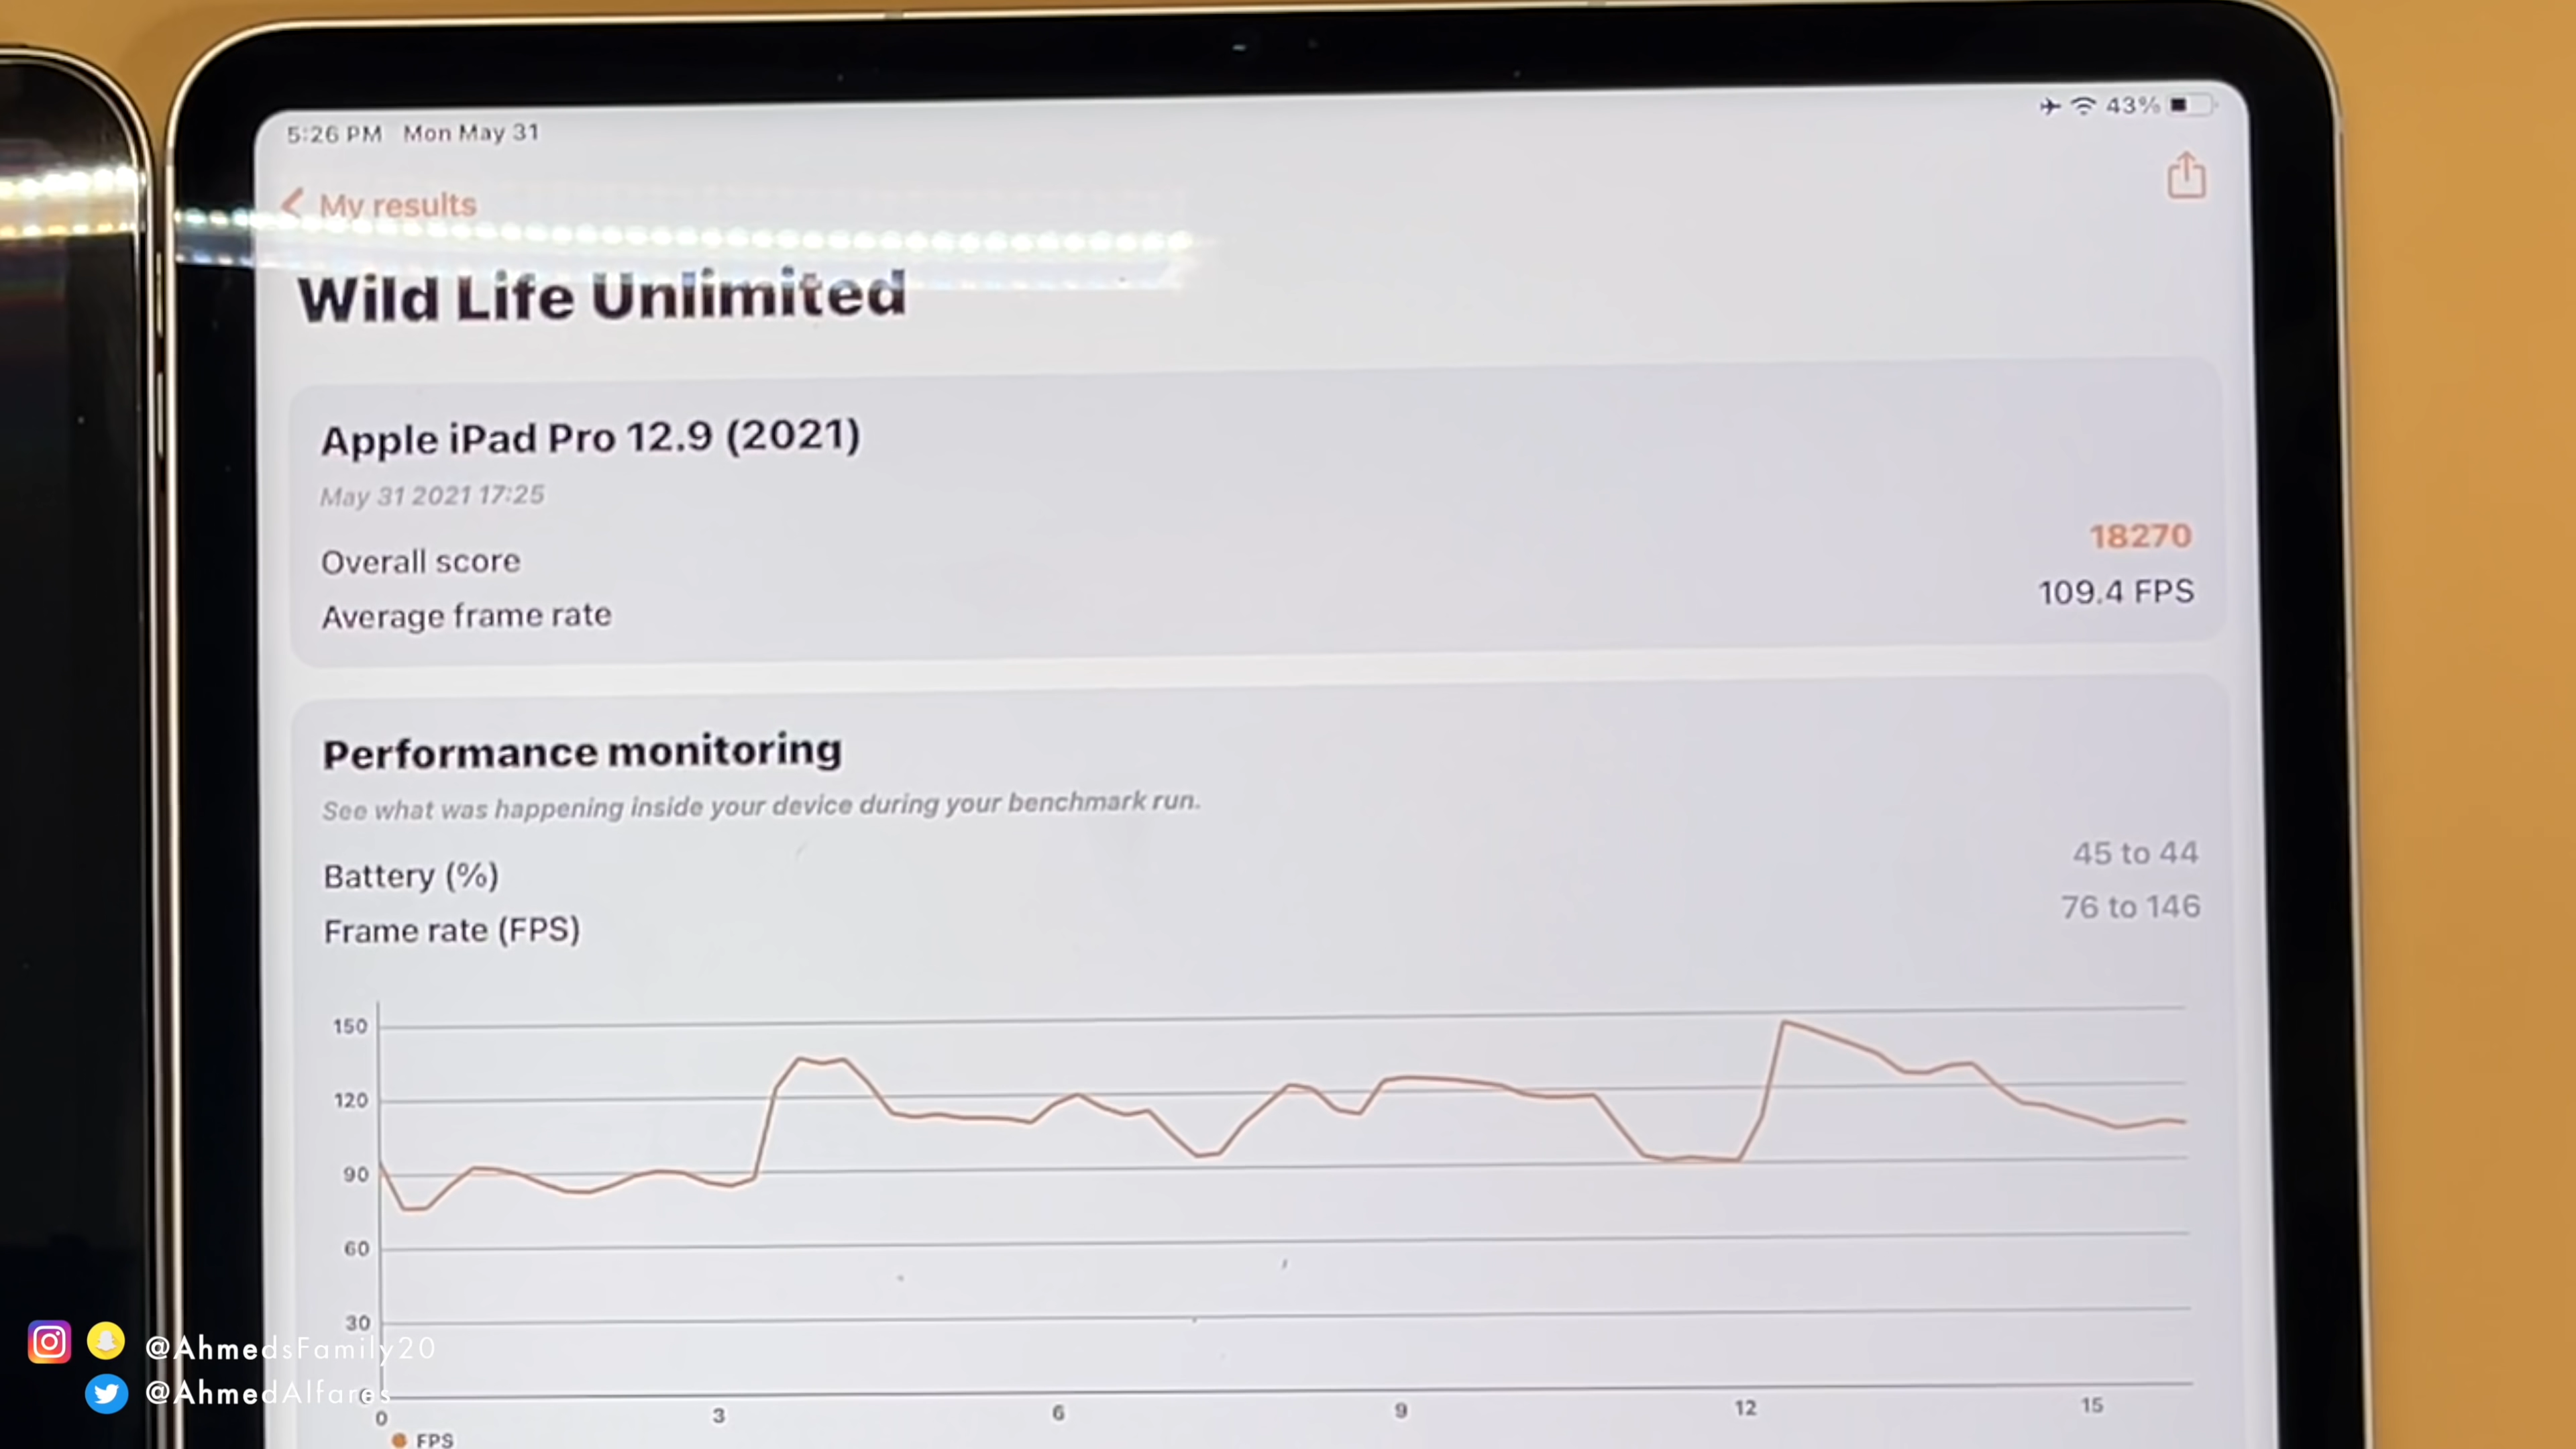 5:26 PM Mon May 31
43%
My results
Wild Life Unlimited
Apple iPad Pro 12.9 (2021)
May 31 2021 17:25
Overall score 18270
Average frame rate 109.4 FPS
Performance monitoring
See what was happening inside your device during your benchmark run.
Battery (%) 45 to 44
Frame rate (FPS) 76 to 146
150
120
90
60
30
0
0 3 6 9 12 15
FPS
@AhmedsFamily20
@AhmedAlfares